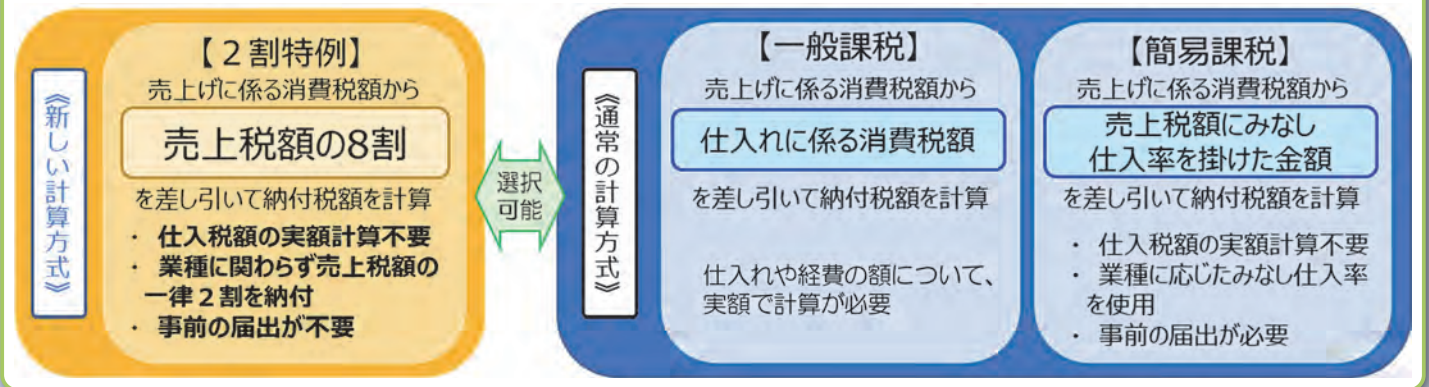 《新しい計算方式》
【２割特例】
売上げに係る消費税額から
売上税額の8割
を差し引いて納付税額を計算
・ 仕入税額の実額計算不要
・ 業種に関わらず売上税額の
一律２割を納付
・ 事前の届出が不要
選択
可能
《通常の計算方式》
【一般課税】
売上げに係る消費税額から
仕入れに係る消費税額
を差し引いて納付税額を計算
仕入れや経費の額について、
実額で計算が必要
【簡易課税】
売上げに係る消費税額から
売上税額にみなし
仕入率を掛けた金額
を差し引いて納付税額を計算
・ 仕入税額の実額計算不要
・ 業種に応じたみなし仕入率
を使用
・ 事前の届出が必要